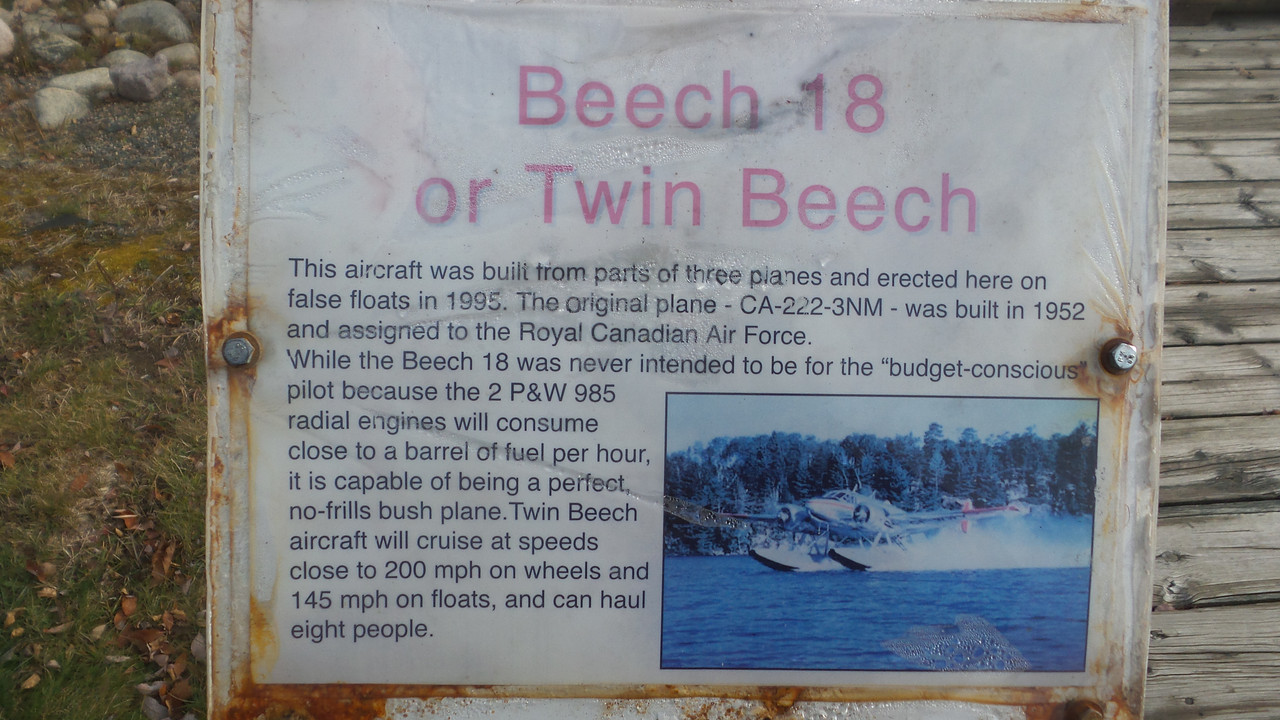 Beech 18
or Twin Beech
This aircraft was built from parts of three planes and erected here on
false floats in 1995. The original plane - CA-222-3NM - was built in 1952
and assigned to the Royal Canadian Air Force.
While the Beech 18 was never intended to be for the “budget-conscious”
pilot because the 2 P&W 985
radial engines will consume
close to a barrel of fuel per hour,
it is capable of being a perfect,
no-frills bush plane.Twin Beech
aircraft will cruise at speeds
close to 200 mph on wheels and
145 mph on floats, and can haul
eight people.